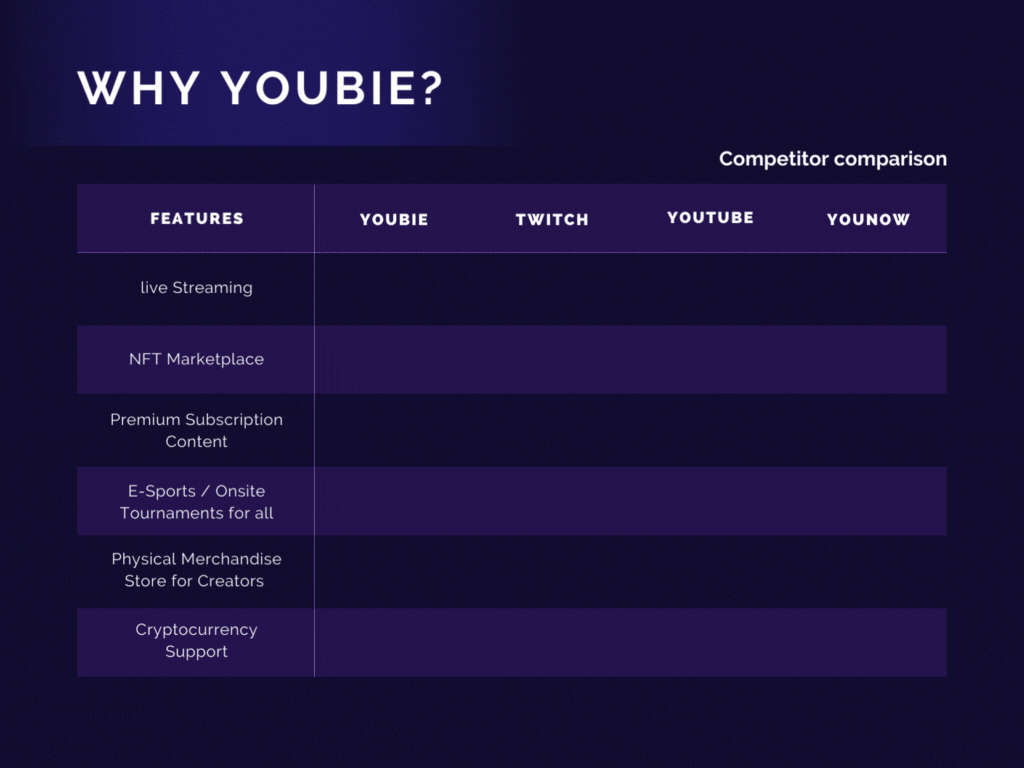 WHY YOUBIE?
Competitor comparison
FEATURES YOUBIE TWITCH YOUTUBE YOUNOW
live Streaming
NFT Marketplace
Premium Subscription
Content
E-Sports / Onsite
Tournaments for all
Physical Merchandise
Store for Creators
Cryptocurrency
Support